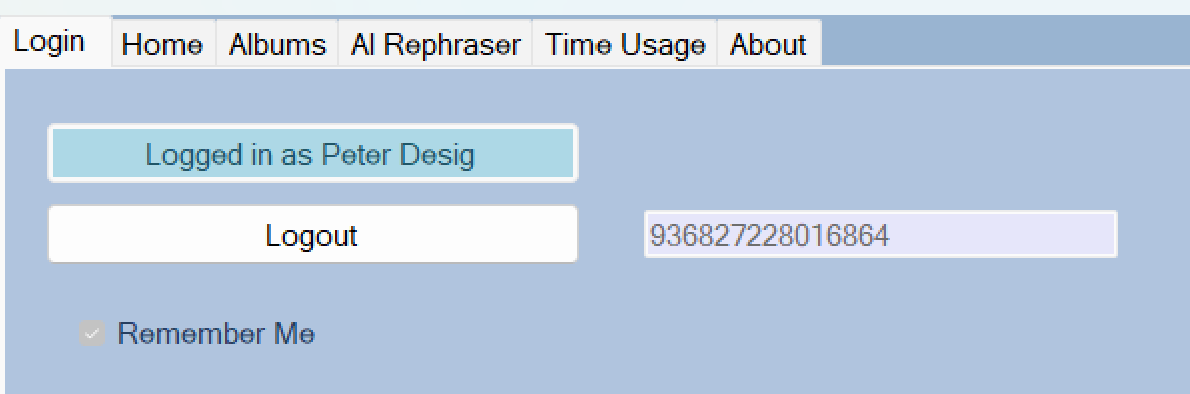 Login Home Albums AI Rephraser Time Usage About
Logged in as Peter Desig
Logout 936827228016864
Remember Me